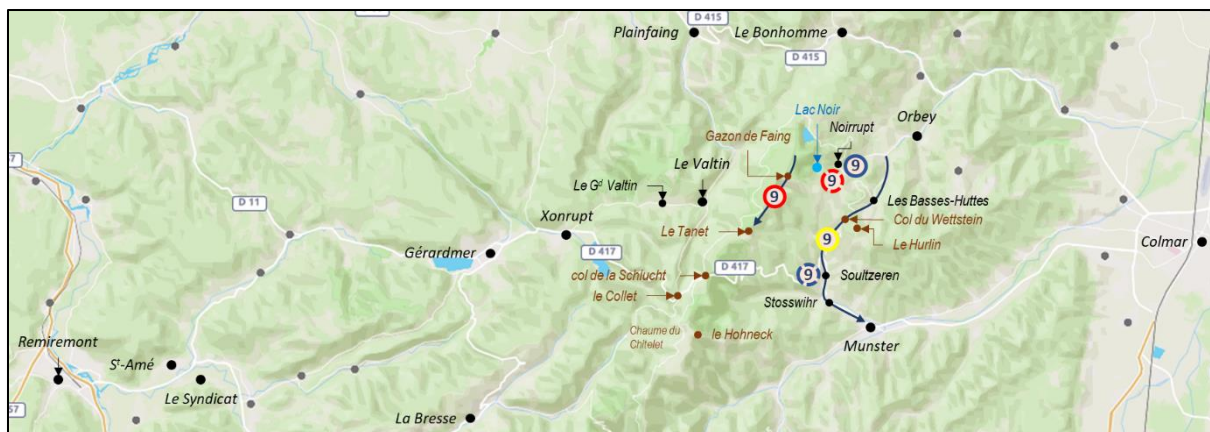 D 415
Plainfaing
Le Bonhomme
D 415
Lac Noir
Orbey
Noirrupt
Gazon de Faing
9
9
Le Valtin
Le Gd Valtin
D 11
9
Les Basses-Huttes
Xonrupt
Col du Wettstein
Le Tanet
9
Le Hurlin
Colmar
Gérardmer
D 417
col de la Schlucht
D 417
9
Soultzeren
le Collet
Stosswihr
Chaume du
Chitelet
le Hohneck
Munster
Remiremont
St-Amé
Le Syndicat
La Bresse